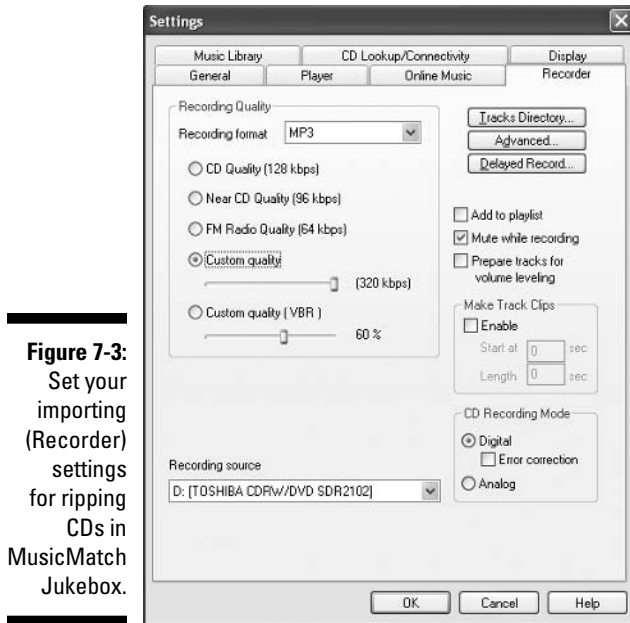 Settings
Music Library
CD Lookup/Connectivity
Display
General
Player
Online Music
Recorder
Recording Quality
Recording format
MP3
CD Quality (128 kbps)
Near CD Quality (96 kbps)
FM Radio Quality (64 kbps)
Custom quality
(320 kbps)
Custom quality ( VBR )
60 %
Recording source
D: [TOSHIBA CDRW/DVD SDR2102]
Tracks Directory...
Advanced...
Delayed Record...
Add to playlist
Mute while recording
Prepare tracks for
volume leveling
Make Track Clips
Enable
Start at 0 sec
Length 0 sec
CD Recording Mode
Digital
Error correction
Analog
OK
Cancel
Help
Figure 7-3:
Set your
importing
(Recorder)
settings
for ripping
CDs in
MusicMatch
Jukebox.